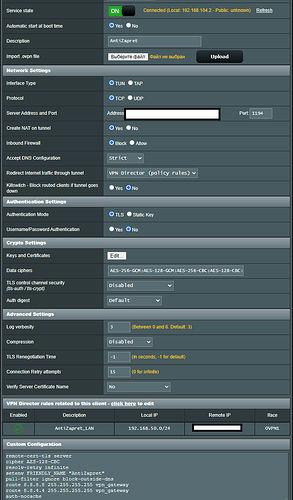 Service state ON Connected (Local: 192.168.104.2 - Public: unknown) Refresh
Automatic start at boot time Yes No
Description AntiZapret
Import .ovpn file Выберите файл Файл не выбран Upload
Network Settings
Interface Type TUN TAP
Protocol TCP UDP
Server Address and Port Address Port 1194
Create NAT on tunnel Yes No
Inbound Firewall Block Allow
Accept DNS Configuration Strict
Redirect Internet traffic through tunnel VPN Director (policy rules)
Killswitch - Block routed clients if tunnel goes
down Yes No
Authentication Settings
Authentication Mode TLS Static Key
Username/Password Authentication Yes No
Crypto Settings
Keys and Certificates Edit...
Data ciphers AES-256-GCM:AES-128-GCM:AES-256-CBC:AES-128-CBC:
TLS control channel security
(tls-auth / tls-crypt) Disabled
Auth digest Default
Advanced Settings
Log verbosity 3 (Between 0 and 6. Default: 3)
Compression Disabled
TLS Renegotiation Time -1 (in seconds, -1 for default)
Connection Retry attempts 15 (0 for infinite)
Verify Server Certificate Name No
VPN Director rules related to this client - click here to edit
Enabled Description Local IP Remote IP Iface
AntiZapret_LAN 192.168.50.0/24 OVPN1
Custom Configuration
remote-cert-tls server
cipher AES-128-CBC
resolv-retry infinite
setenv FRIENDLY_NAME "AntiZapret"
pull-filter ignore block-outside-dns
route 8.8.8.8 255.255.255.255 vpn_gateway
route 8.8.4.4 255.255.255.255 vpn_gateway
auth-nocache